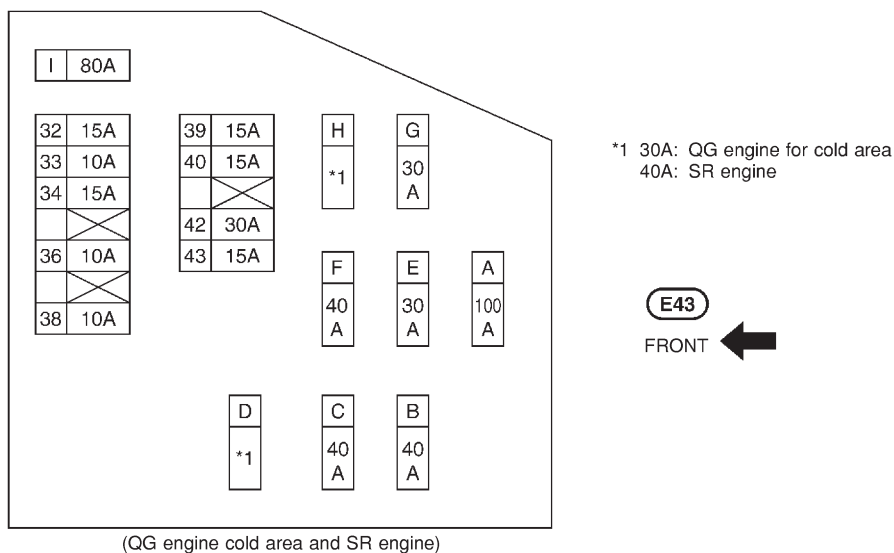 I 80A
32 15A
33 10A
34 15A
36 10A
38 10A
39 15A
40 15A
42 30A
43 15A
H
*1
G
30
A
F
40
A
E
30
A
A
100
A
D
*1
C
40
A
B
40
A
*1 30A: QG engine for cold area
40A: SR engine
E43
FRONT
(QG engine cold area and SR engine)